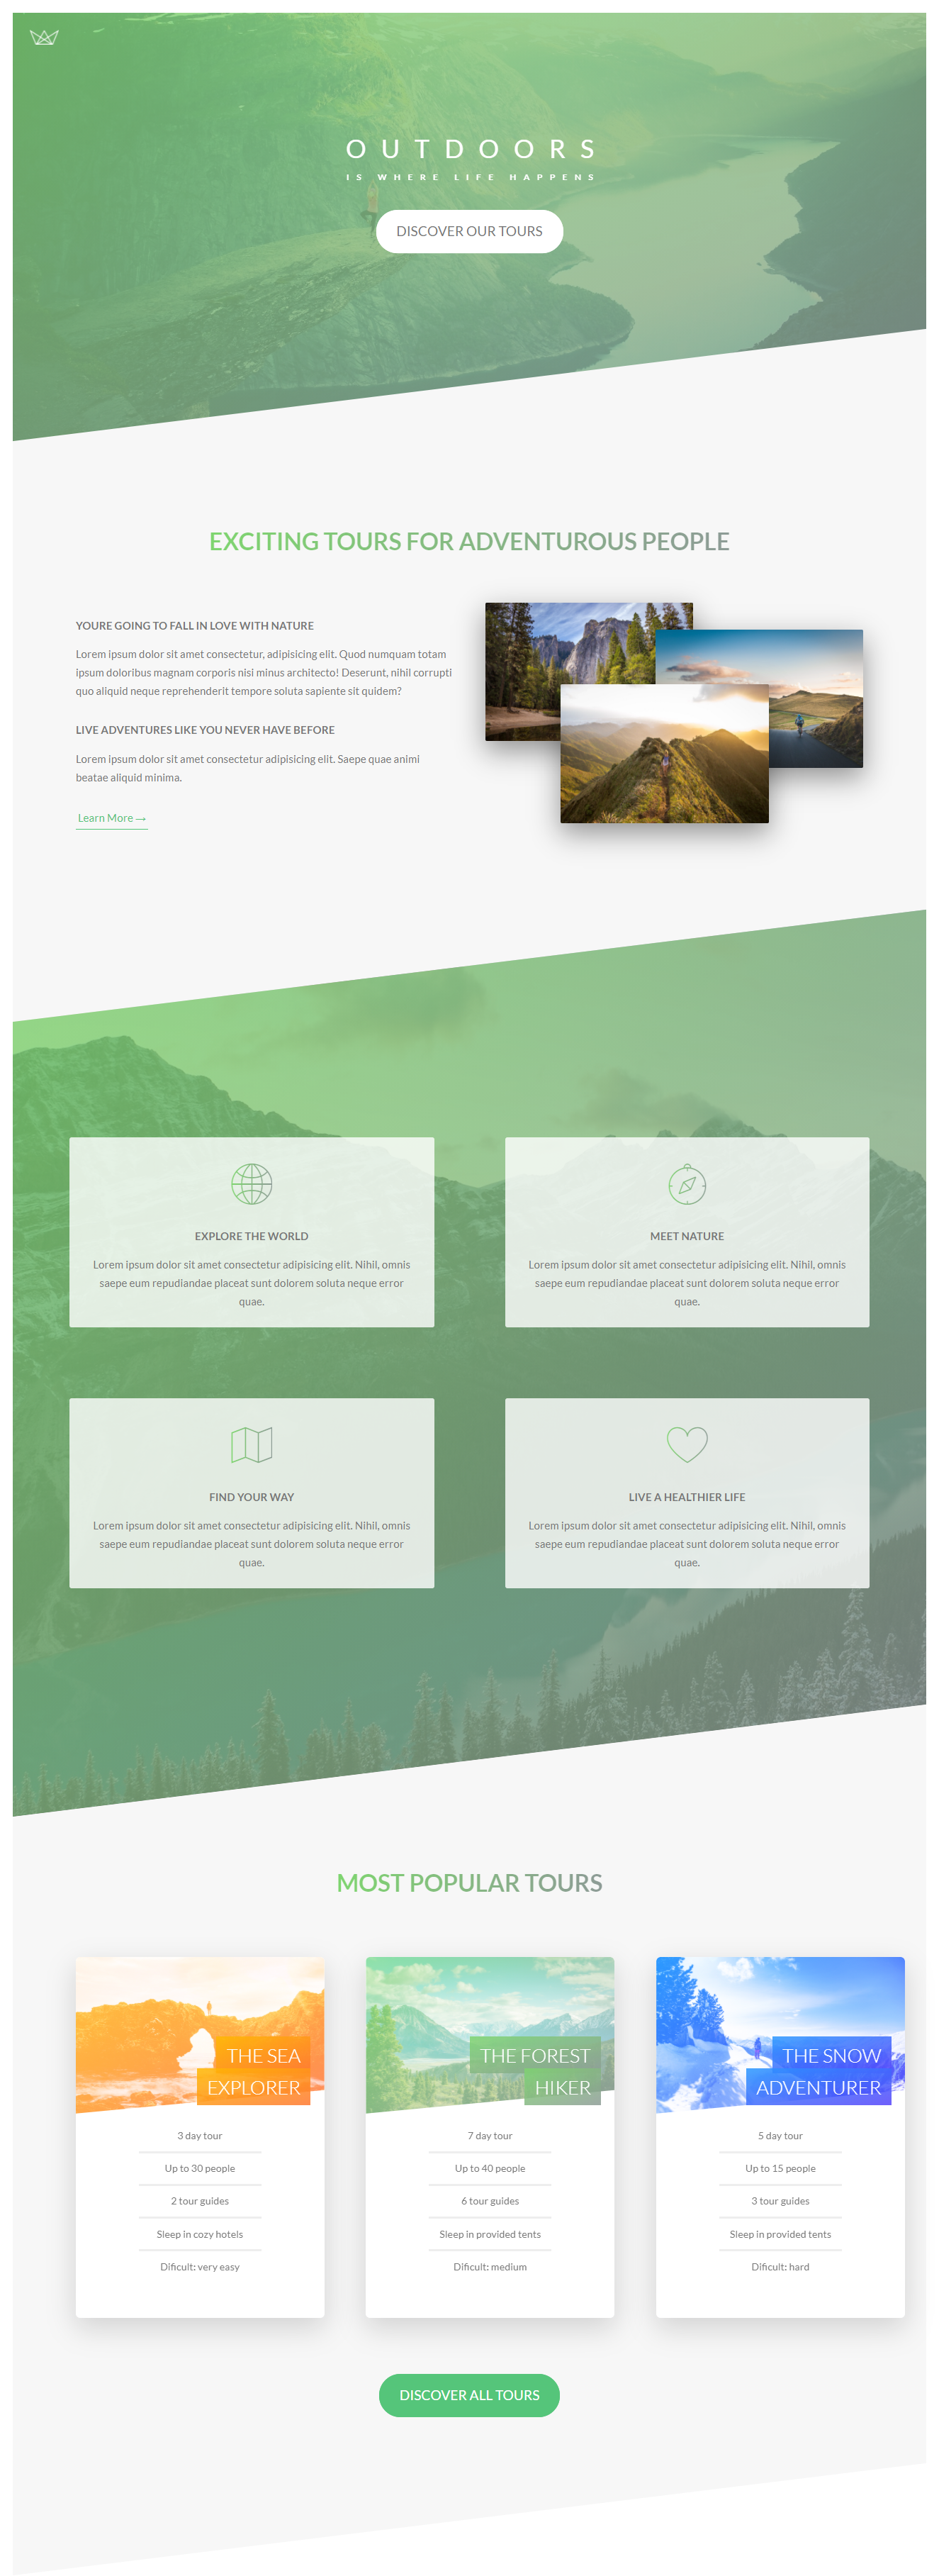 OUTDOORS
IS WHERE LIFE HAPPENS
DISCOVER OUR TOURS
EXCITING TOURS FOR ADVENTUROUS PEOPLE
YOURE GOING TO FALL IN LOVE WITH NATURE
Lorem ipsum dolor sit amet consectetur, adipisicing elit. Quod numquam totam
ipsum doloribus magnam corporis nisi minus architecto! Deserunt, nihil corrupti
quo aliquid neque reprehenderit tempore soluta sapiente sit quidem?
LIVE ADVENTURES LIKE YOU NEVER HAVE BEFORE
Lorem ipsum dolor sit amet consectetur adipisicing elit. Saepe quae animi
beatae aliquid minima.
Learn More →
EXPLORE THE WORLD
Lorem ipsum dolor sit amet consectetur adipisicing elit. Nihil, omnis
saepe eum repudiandae placeat sunt dolorem soluta neque error
quae.
MEET NATURE
Lorem ipsum dolor sit amet consectetur adipisicing elit. Nihil, omnis
saepe eum repudiandae placeat sunt dolorem soluta neque error
quae.
FIND YOUR WAY
Lorem ipsum dolor sit amet consectetur adipisicing elit. Nihil, omnis
saepe eum repudiandae placeat sunt dolorem soluta neque error
quae.
LIVE A HEALTHIER LIFE
Lorem ipsum dolor sit amet consectetur adipisicing elit. Nihil, omnis
saepe eum repudiandae placeat sunt dolorem soluta neque error
quae.
MOST POPULAR TOURS
THE SEA
EXPLORER
3 day tour
Up to 30 people
2 tour guides
Sleep in cozy hotels
Dificult: very easy
THE FOREST
HIKER
7 day tour
Up to 40 people
6 tour guides
Sleep in provided tents
Dificult: medium
THE SNOW
ADVENTURER
5 day tour
Up to 15 people
3 tour guides
Sleep in provided tents
Dificult: hard
DISCOVER ALL TOURS